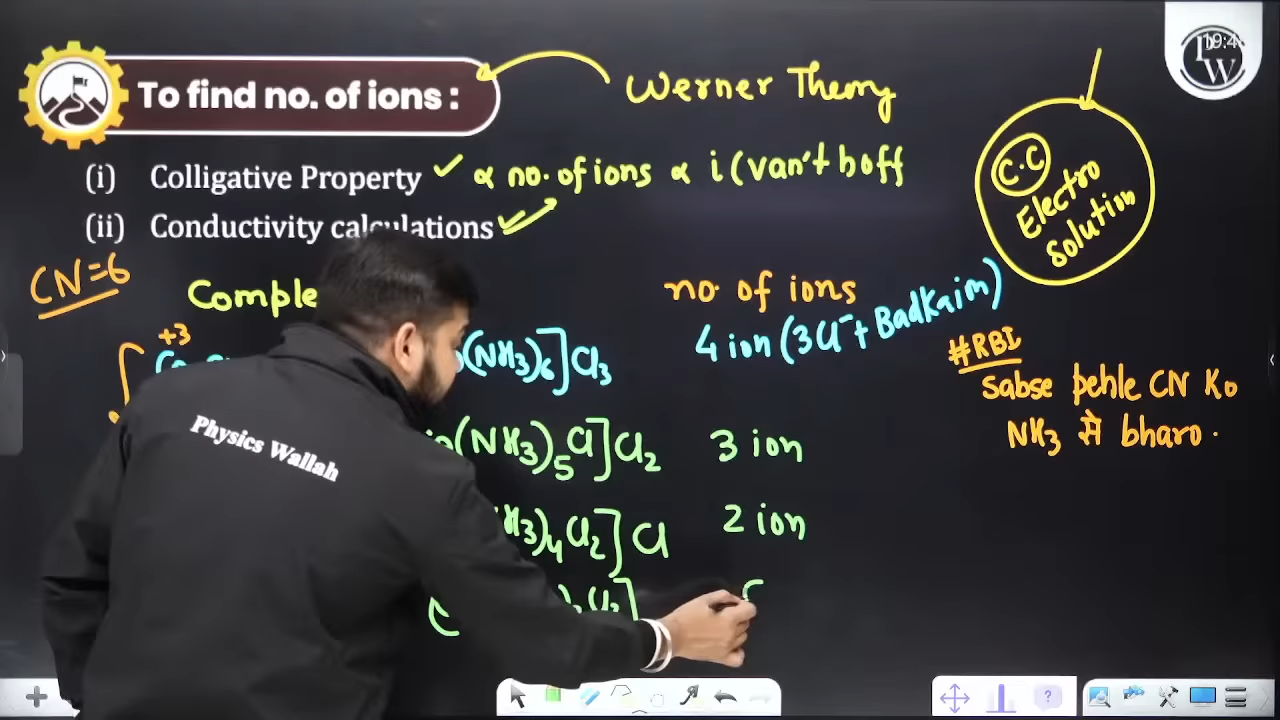 To find no. of ions :
Werner Theory
(i) Colligative Property ∝ no. of ions ∝ i (van't hoff
(ii) Conductivity calculations
C.C
Electro
Solution
CN=6
no. of ions
+3
(NH3)6]Cl3 4 ion (3Cl⁻ + BadKaim)
(NH3)5Cl]Cl2 3 ion
)4Cl2]Cl 2 ion
#RBI
Sabse pehle CN Ko
NH3 से bharo.
Physics Wallah
W